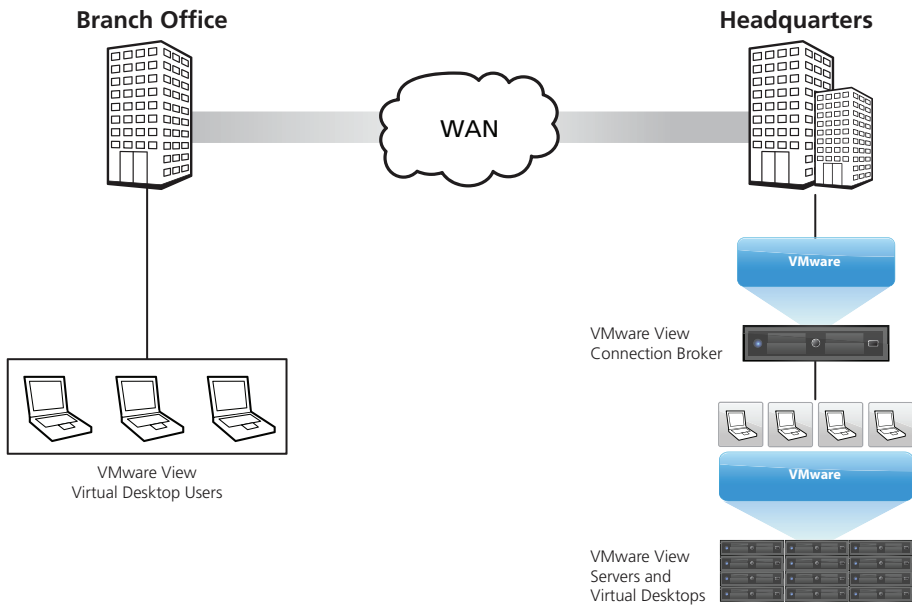 Branch Office
Headquarters
WAN
VMware
VMware View
Connection Broker
VMware View
Virtual Desktop Users
VMware
VMware View
Servers and
Virtual Desktops